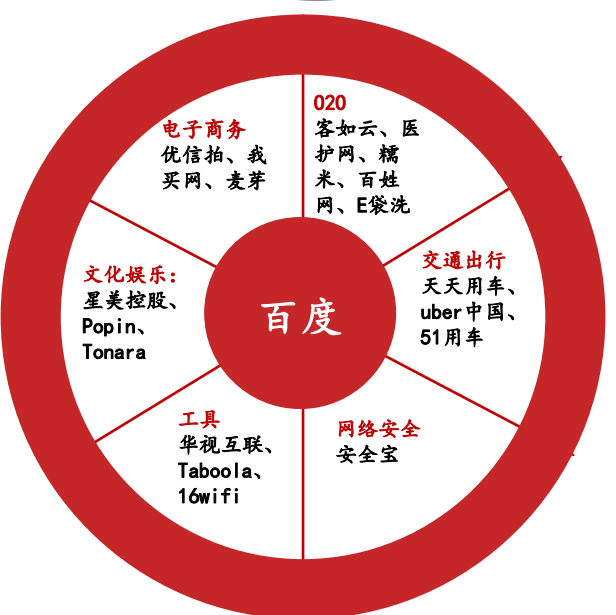 电子商务
优信拍、我
买网、麦芽
O2O
客如云、医
护网、糯
米、百姓
网、E袋洗
交通出行
天天用车、
uber中国、
51用车
网络安全
安全宝
工具
华视互联、
Taboola、
16wifi
文化娱乐：
星美控股、
Popin、
Tonara
百度